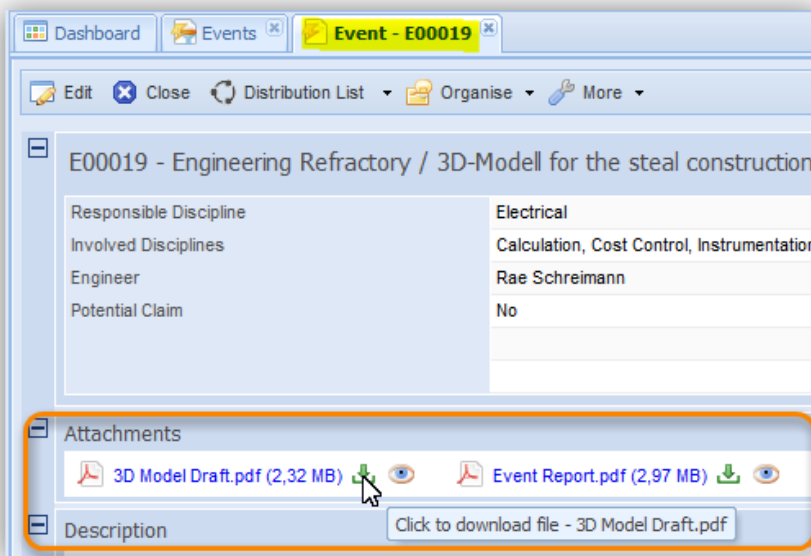 Dashboard Events Event - E00019
Edit Close Distribution List Organise More
E00019 - Engineering Refractory / 3D-Modell for the steal construction
Responsible Discipline Electrical
Involved Disciplines Calculation, Cost Control, Instrumentation
Engineer Rae Schreimann
Potential Claim No
Attachments
3D Model Draft.pdf (2,32 MB) Event Report.pdf (2,97 MB)
Click to download file - 3D Model Draft.pdf
Description